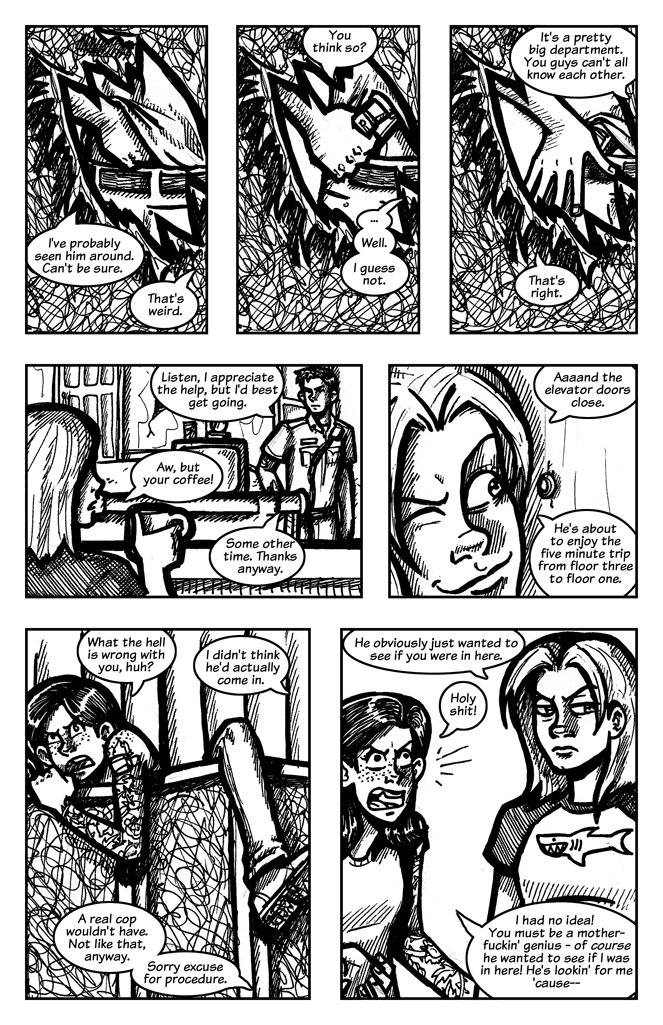 I've probably
seen him around.
Can't be sure.
That's
weird.
You
think so?
...
Well.
I guess
not.
It's a pretty
big department.
You guys can't all
know each other.
That's
right.
Listen, I appreciate
the help, but I'd best
get going.
Aw, but
your coffee!
Some other
time. Thanks
anyway.
Aaaand the
elevator doors
close.
He's about
to enjoy the
five minute trip
from floor three
to floor one.
What the hell
is wrong with
you, huh?
I didn't think
he'd actually
come in.
A real cop
wouldn't have.
Not like that,
anyway.
Sorry excuse
for procedure.
He obviously just wanted to
see if you were in here.
Holy
shit!
I had no idea!
You must be a mother-
fuckin' genius - of course
he wanted to see if I was
in here! He's lookin' for me
'cause--